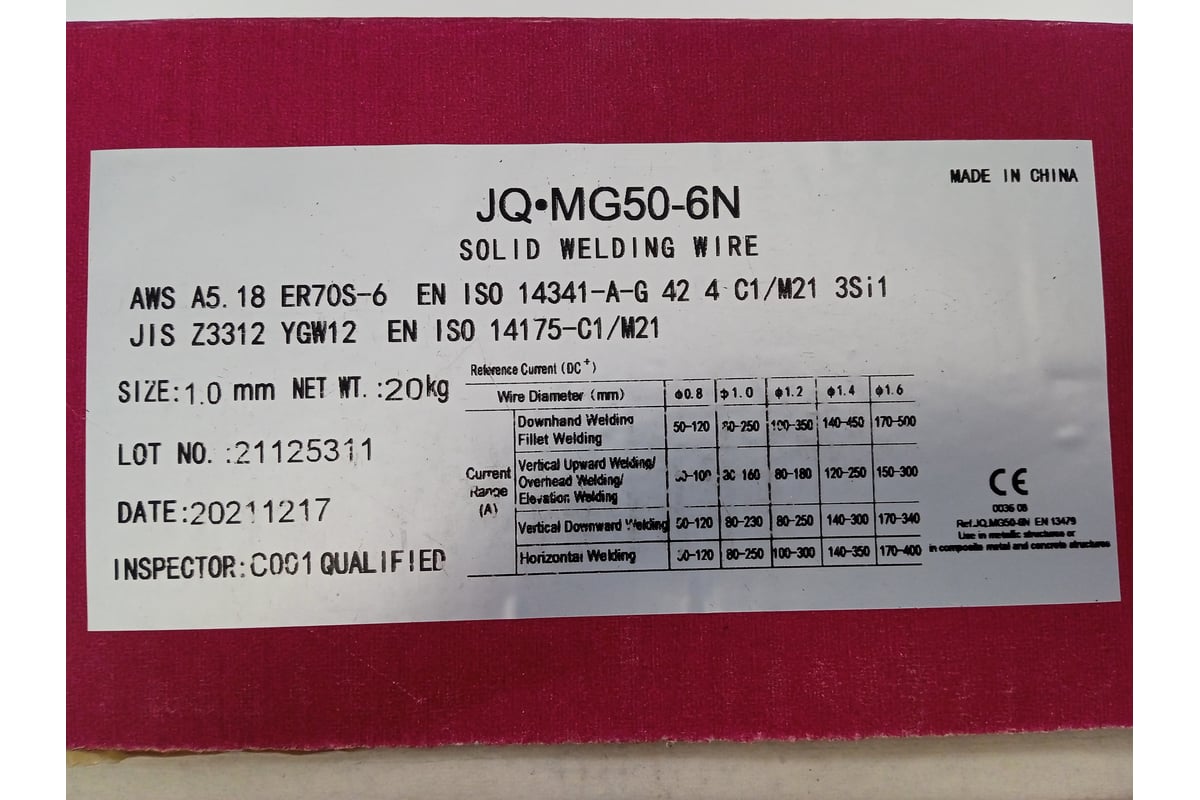 MADE IN CHINA
JQ•MG50-6N
SOLID WELDING WIRE
AWS A5.18 ER70S-6 EN ISO 14341-A-G 42 4 C1/M21 3Si1
JIS Z3312 YGW12 EN ISO 14175-C1/M21
SIZE:1.0 mm NET WT.:20kg
LOT NO.:21125311
DATE:20211217
INSPECTOR:C001 QUALIFIED
Reference Current (DC+)
Wire Diameter (mm) ϕ0.8 ϕ1.0 ϕ1.2 ϕ1.4 ϕ1.6
Current Range (A)
Downhand Welding
Fillet Welding
50-120 80-250 100-350 140-450 170-500
Vertical Upward Welding/
Overhead Welding/
Elevation Welding
80-180 120-250 150-300
Vertical Downward Welding 50-120 80-230 80-250 140-300 170-340
Horizontal Welding 80-250 100-300 140-350 170-400
CE
0036 08
Ref.JQ.MG50-6N EN 13479
Use in metallic structures or
in composite metal and concrete structures